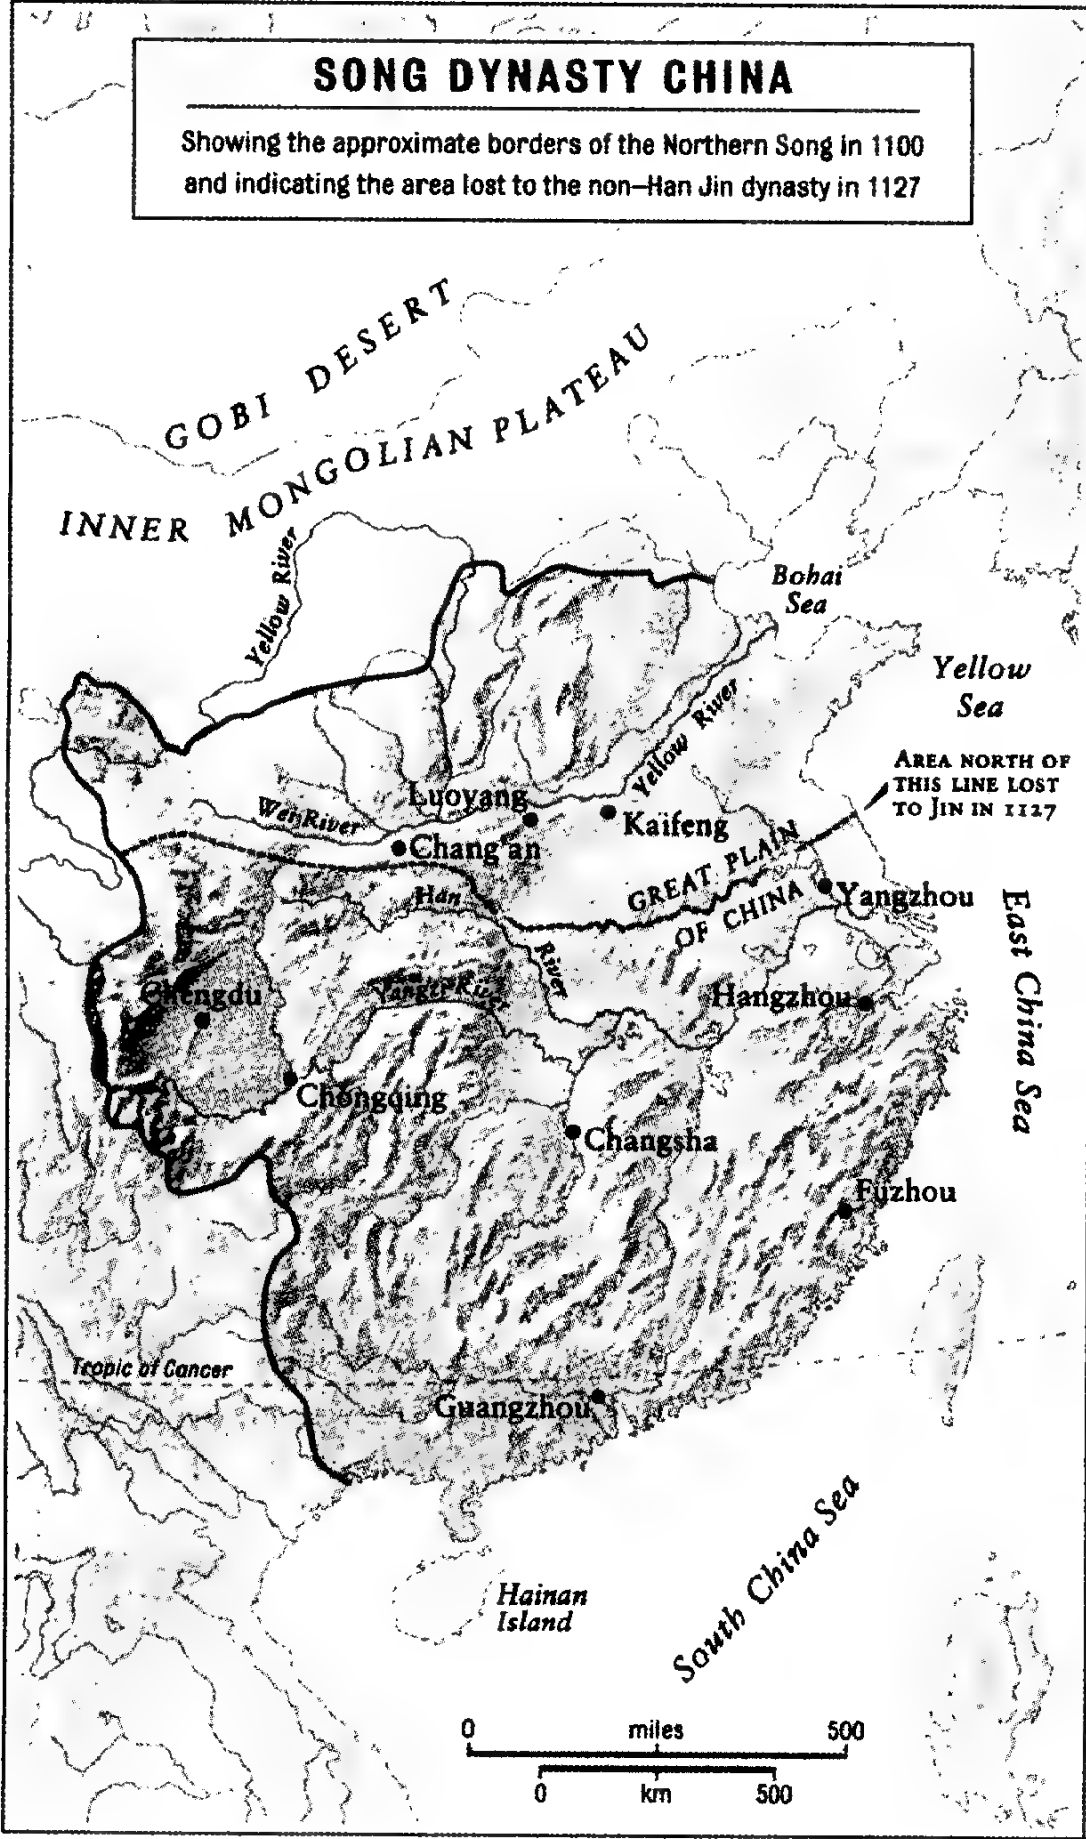 SONG DYNASTY CHINA
Showing the approximate borders of the Northern Song in 1100
and indicating the area lost to the non–Han Jin dynasty in 1127
GOBI DESERT
INNER MONGOLIAN PLATEAU
Yellow River
Bohai
Sea
Yellow
Sea
Yellow River
AREA NORTH OF
THIS LINE LOST
TO JIN IN 1127
Luoyang
Wei River
Kaifeng
Chang'an
GREAT PLAIN
OF CHINA
Han
River
Yangzhou
East China Sea
Chengdu
Yangzi River
Hangzhou
Chongqing
Changsha
Fuzhou
Tropic of Cancer
Guangzhou
Hainan
Island
South China Sea
0 miles 500
0 km 500